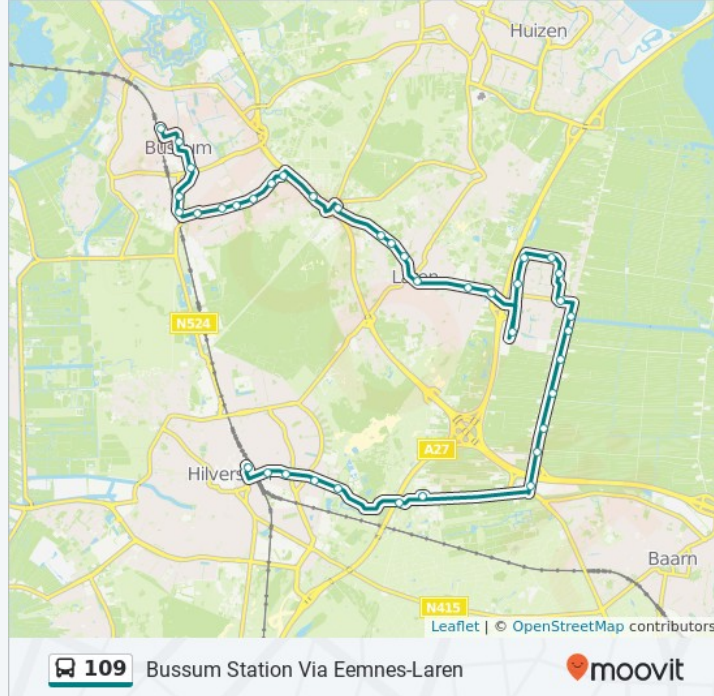 Huizen
Bussum
Laren
N524
A27
Hilversum
Baarn
N415
Leaflet | © OpenStreetMap contributors
109 Bussum Station Via Eemnes-Laren
moovit